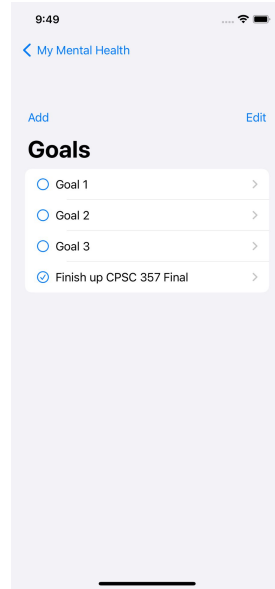 9:49
My Mental Health
Add Edit
Goals
Goal 1
Goal 2
Goal 3
Finish up CPSC 357 Final